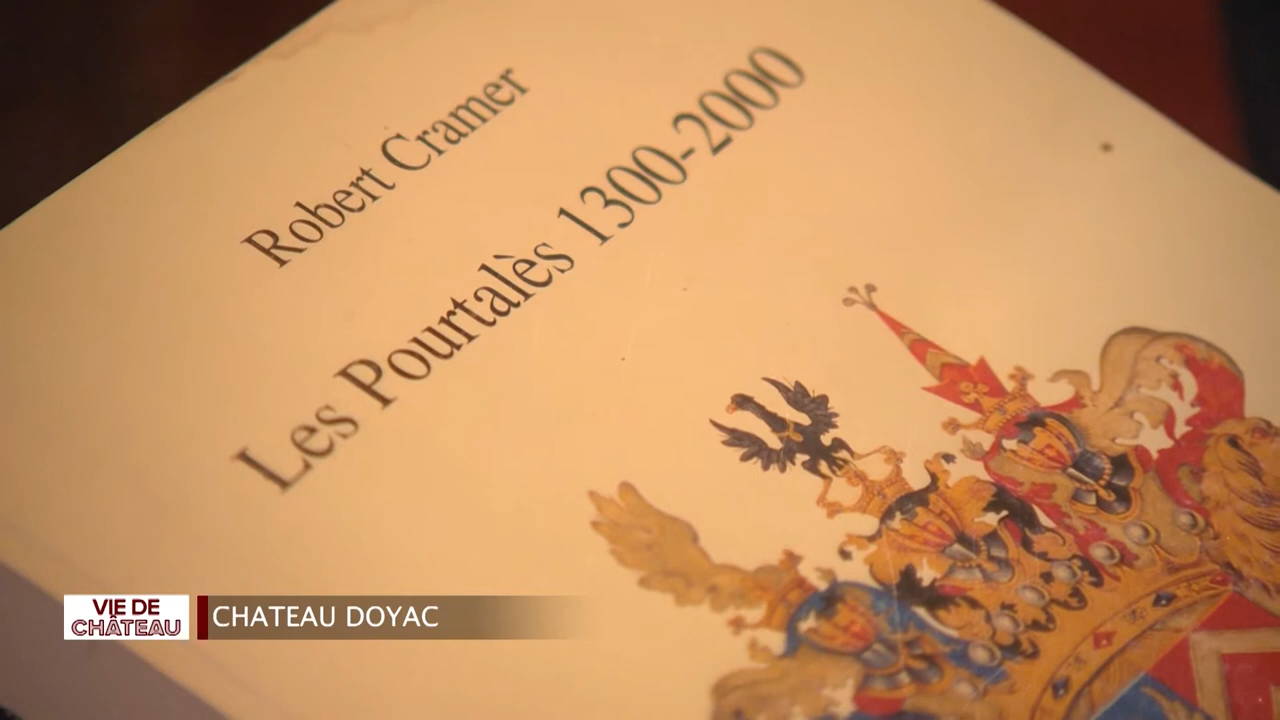 Robert Cramer
Les Pourtalès 1300-2000
VIE DE
CHÂTEAU
CHATEAU DOYAC